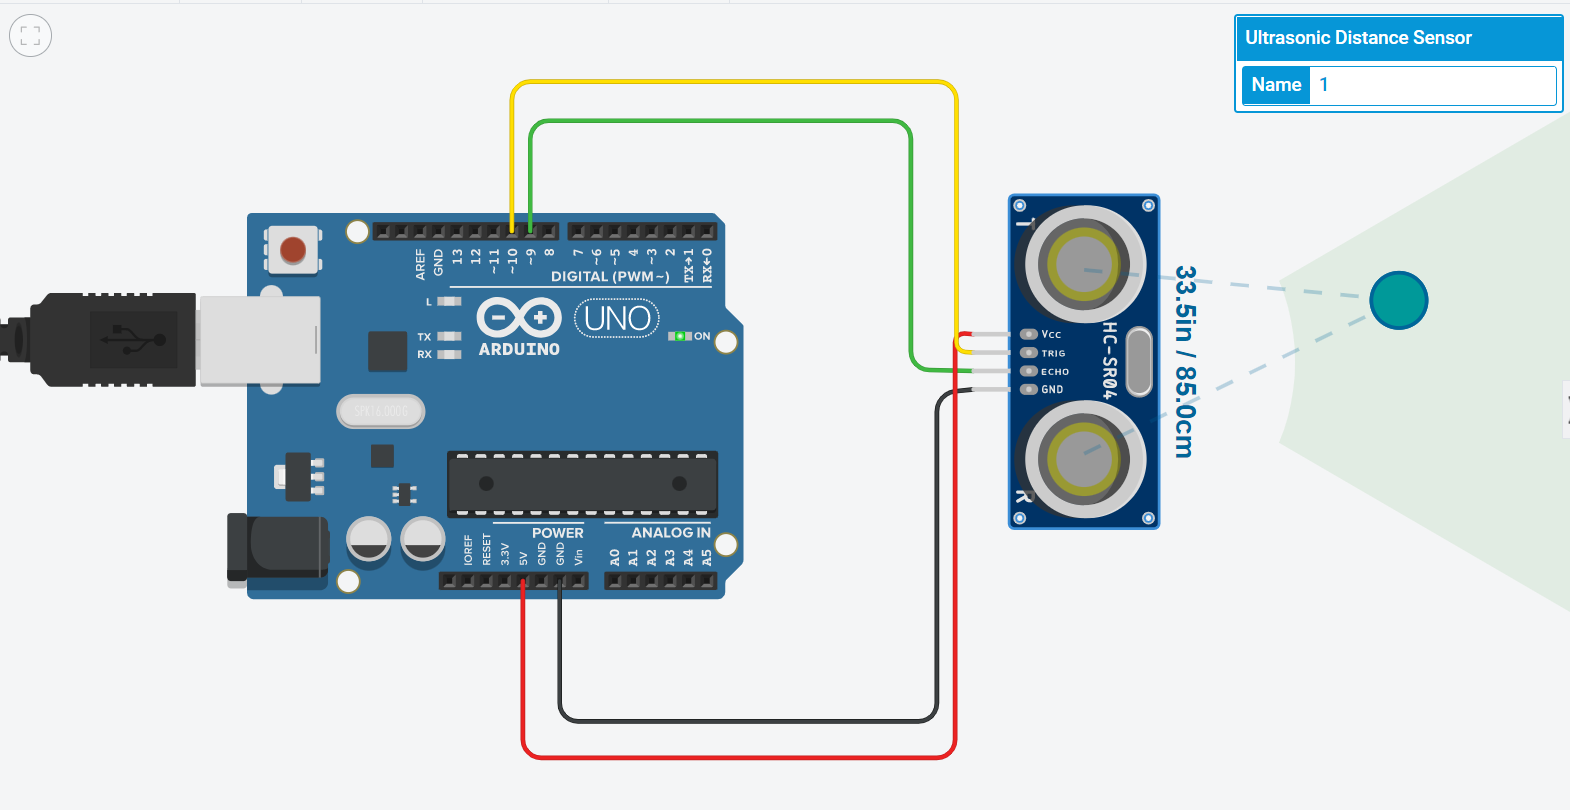 Ultrasonic Distance Sensor
Name 1
AREF
GND
13
12
~11
~10
~9
8
7
~6
~5
4
~3
2
TX→1
RX←0
DIGITAL (PWM~)
L
TX
RX
UNO
ARDUINO
ON
SPK16.000G
T
VCC
TRIG
ECHO
GND
HC-SR04
R
33.5in / 85.0cm
POWER
ANALOG IN
IOREF
RESET
3.3V
5V
GND
GND
Vin
A0
A1
A2
A3
A4
A5